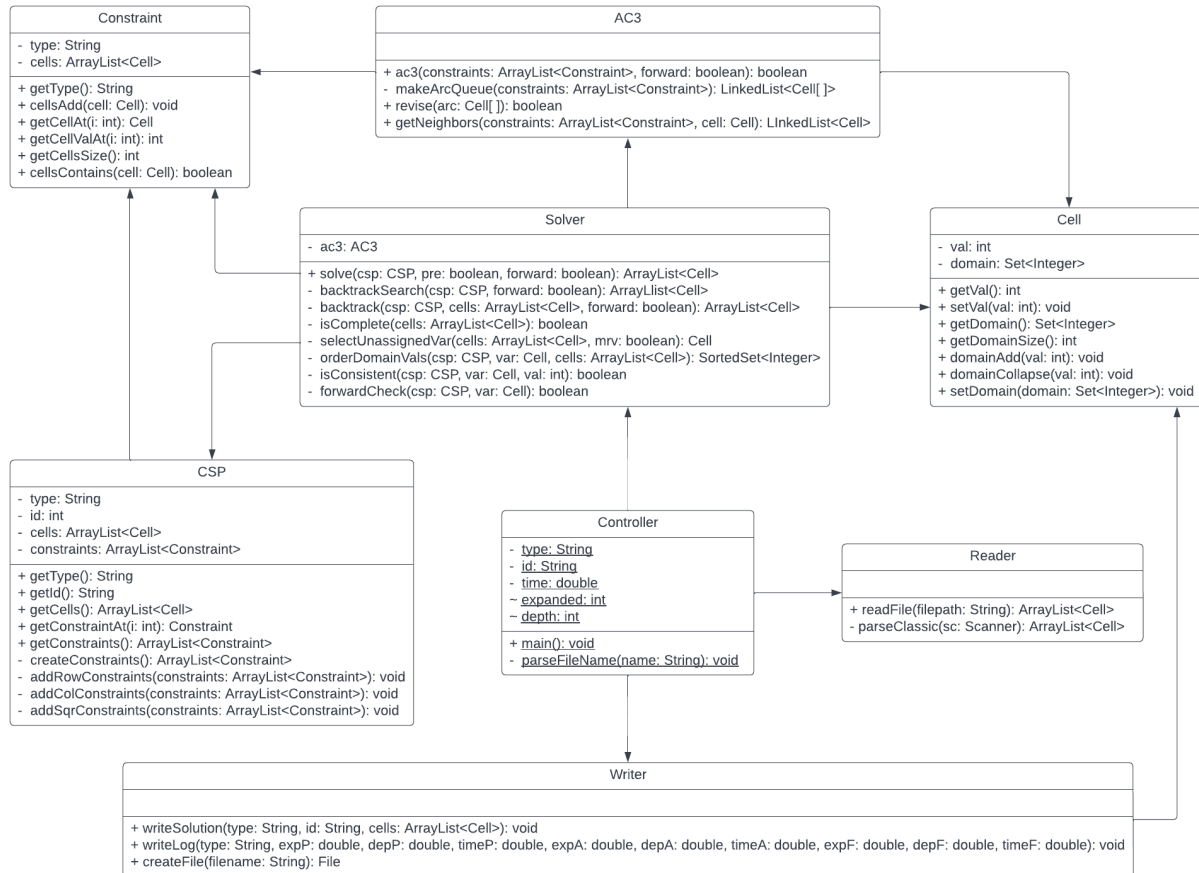 Constraint
- type: String
- cells: ArrayList<Cell>
+ getType(): String
+ cellsAdd(cell: Cell): void
+ getCellAt(i: int): Cell
+ getCellValAt(i: int): int
+ getCellsSize(): int
+ cellsContains(cell: Cell): boolean
AC3
+ ac3(constraints: ArrayList<Constraint>, forward: boolean): boolean
- makeArcQueue(constraints: ArrayList<Constraint>): LinkedList<Cell[ ]>
+ revise(arc: Cell[ ]): boolean
+ getNeighbors(constraints: ArrayList<Constraint>, cell: Cell): LInkedList<Cell>
Solver
- ac3: AC3
+ solve(csp: CSP, pre: boolean, forward: boolean): ArrayList<Cell>
- backtrackSearch(csp: CSP, forward: boolean): ArrayLlist<Cell>
- backtrack(csp: CSP, cells: ArrayList<Cell>, forward: boolean): ArrayList<Cell>
- isComplete(cells: ArrayList<Cell>): boolean
- selectUnassignedVar(cells: ArrayList<Cell>, mrv: boolean): Cell
- orderDomainVals(csp: CSP, var: Cell, cells: ArrayList<Cell>): SortedSet<Integer>
- isConsistent(csp: CSP, var: Cell, val: int): boolean
- forwardCheck(csp: CSP, var: Cell): boolean
Cell
- val: int
- domain: Set<Integer>
+ getVal(): int
+ setVal(val: int): void
+ getDomain(): Set<Integer>
+ getDomainSize(): int
+ domainAdd(val: int): void
+ domainCollapse(val: int): void
+ setDomain(domain: Set<Integer>): void
CSP
- type: String
- id: int
- cells: ArrayList<Cell>
- constraints: ArrayList<Constraint>
+ getType(): String
+ getId(): String
+ getCells(): ArrayList<Cell>
+ getConstraintAt(i: int): Constraint
+ getConstraints(): ArrayList<Constraint>
- createConstraints(): ArrayList<Constraint>
- addRowConstraints(constraints: ArrayList<Constraint>): void
- addColConstraints(constraints: ArrayList<Constraint>): void
- addSqrConstraints(constraints: ArrayList<Constraint>): void
Controller
- type: String
- id: String
- time: double
~ expanded: int
~ depth: int
+ main(): void
- parseFileName(name: String): void
Reader
+ readFile(filepath: String): ArrayList<Cell>
- parseClassic(sc: Scanner): ArrayList<Cell>
Writer
+ writeSolution(type: String, id: String, cells: ArrayList<Cell>): void
+ writeLog(type: String, expP: double, depP: double, timeP: double, expA: double, depA: double, timeA: double, expF: double, depF: double, timeF: double): void
+ createFile(filename: String): File